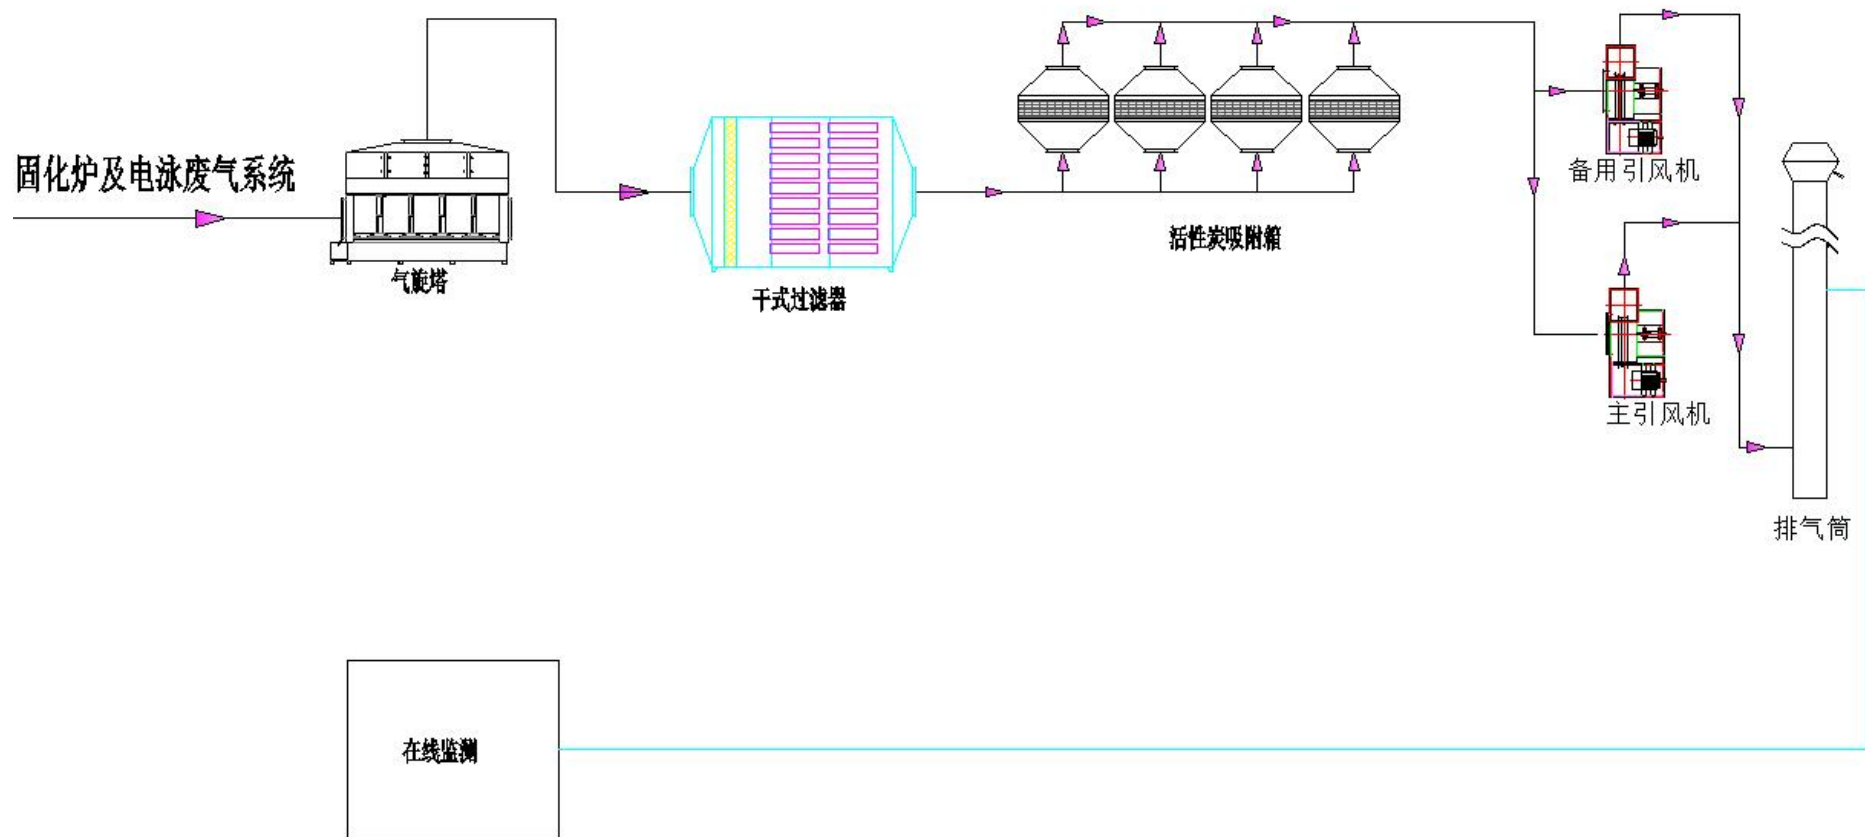 固化炉及电泳废气系统
气旋塔
干式过滤器
活性炭吸附箱
备用引风机
主引风机
排气筒
在线监测